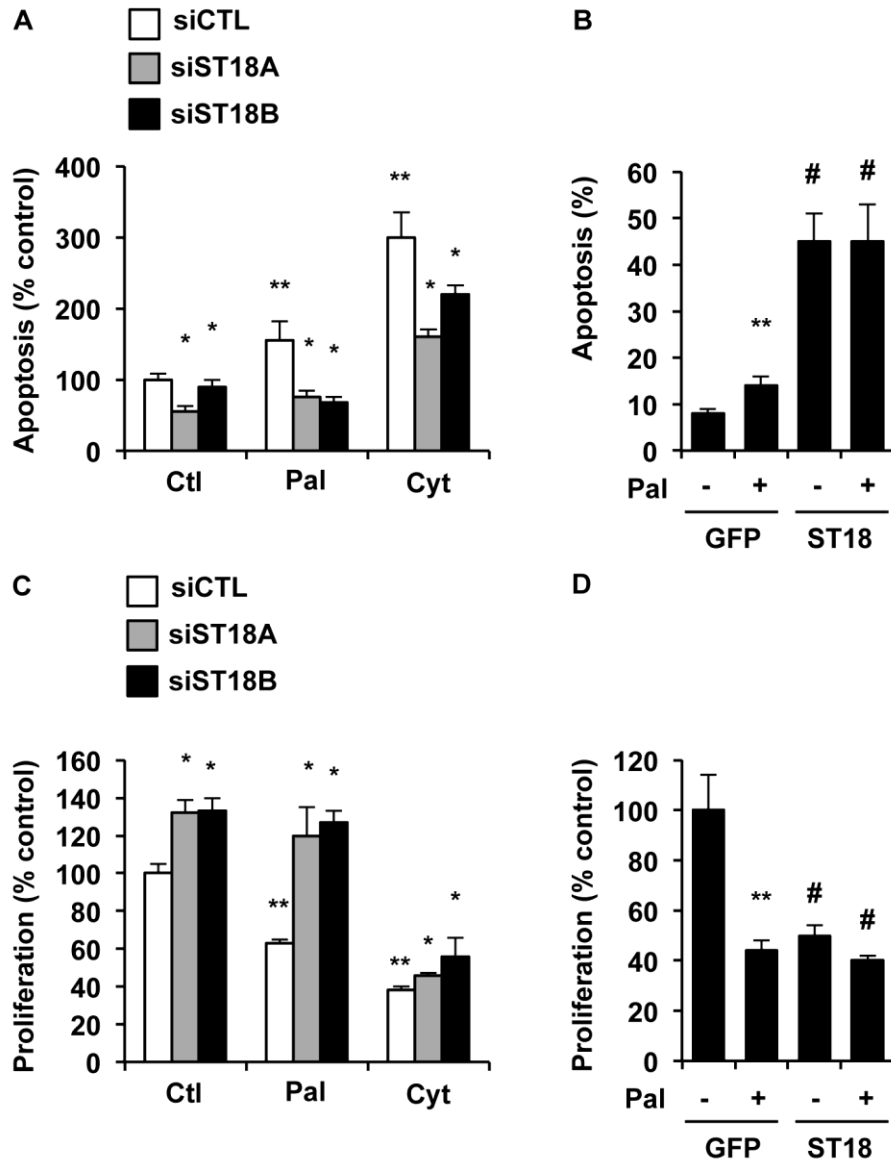 A
siCTL
siST18A
siST18B
Apoptosis (% control)
400
300
200
100
0
** 
* *
**
* *
*
*
Ctl Pal Cyt
B
Apoptosis (%)
60
50
40
30
20
10
0
**
# #
Pal - + - +
GFP ST18
C
siCTL
siST18A
siST18B
Proliferation (% control)
160
140
120
100
80
60
40
20
0
* *
**
* *
**
*
*
Ctl Pal Cyt
D
Proliferation (% control)
120
100
80
60
40
20
0
**
#
#
Pal - + - +
GFP ST18